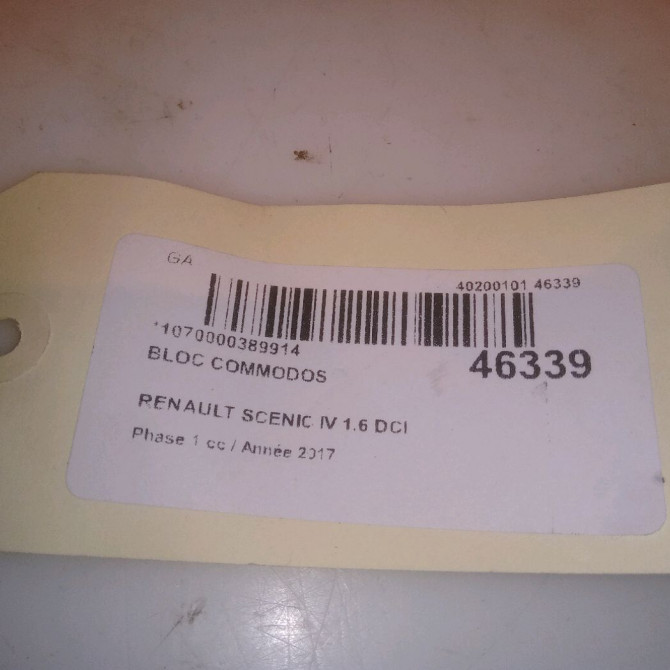 GA
40200101 46339
*1070000389914
46339
BLOC COMMODOS
RENAULT SCENIC IV 1.6 DCI
Phase 1 cc / Année 2017